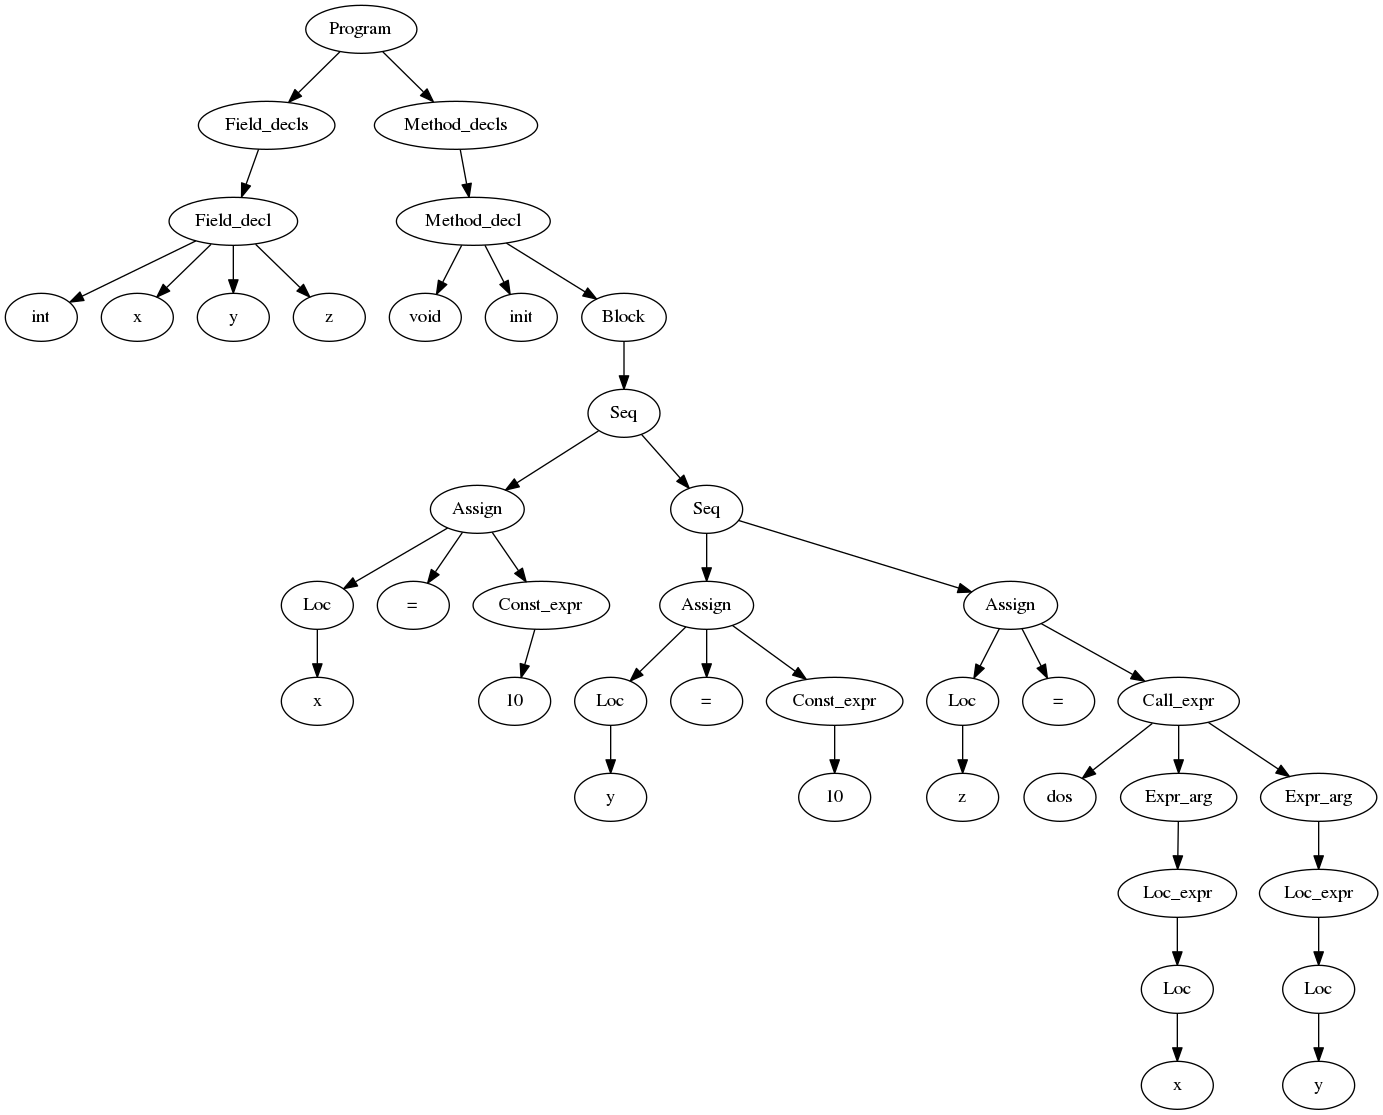 Program
Field_decls Method_decls
Field_decl Method_decl
int x y z void init Block
Seq
Assign Seq
Loc = Const_expr Assign Assign
x 10 Loc = Const_expr Loc = Call_expr
y 10 z dos Expr_arg Expr_arg
Loc_expr Loc_expr
Loc Loc
x y